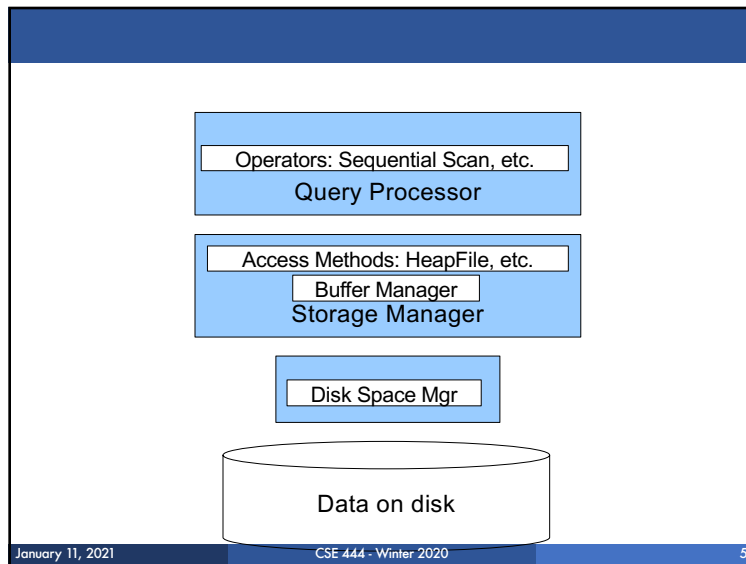 Operators: Sequential Scan, etc.
Query Processor
Access Methods: HeapFile, etc.
Buffer Manager
Storage Manager
Disk Space Mgr
Data on disk
January 11, 2021
CSE 444 - Winter 2020
5